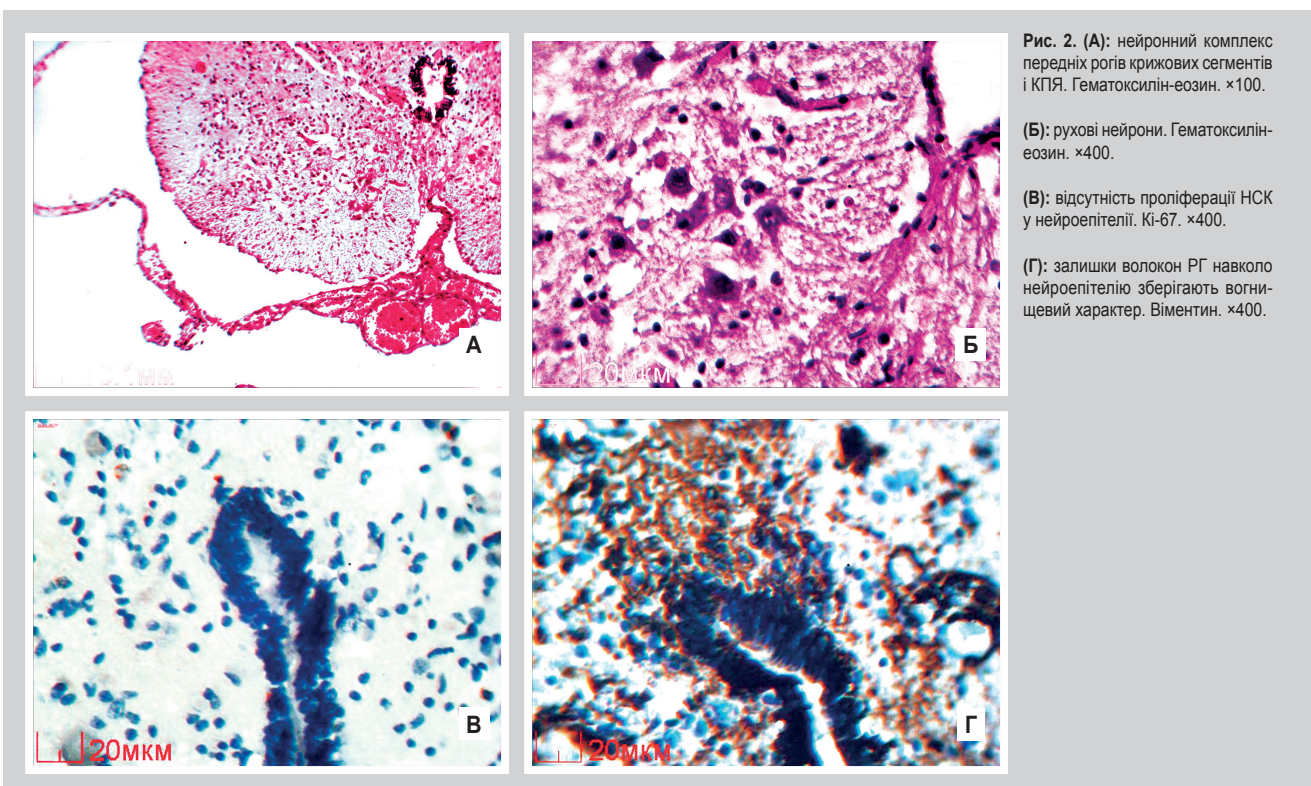 Рис. 2. (А): нейронний комплекс
передніх рогів крижових сегментів
і КПЯ. Гематоксилін-еозин. ×100.
(Б): рухові нейрони. Гематоксилін-
еозин. ×400.
(В): відсутність проліферації НСК
у нейроепітелії. Кі-67. ×400.
(Г): залишки волокон РГ навколо
нейроепітелію зберігають вогни-
щевий характер. Віментин. ×400.
А
Б
20мкм
В
20мкм
Г
20мкм